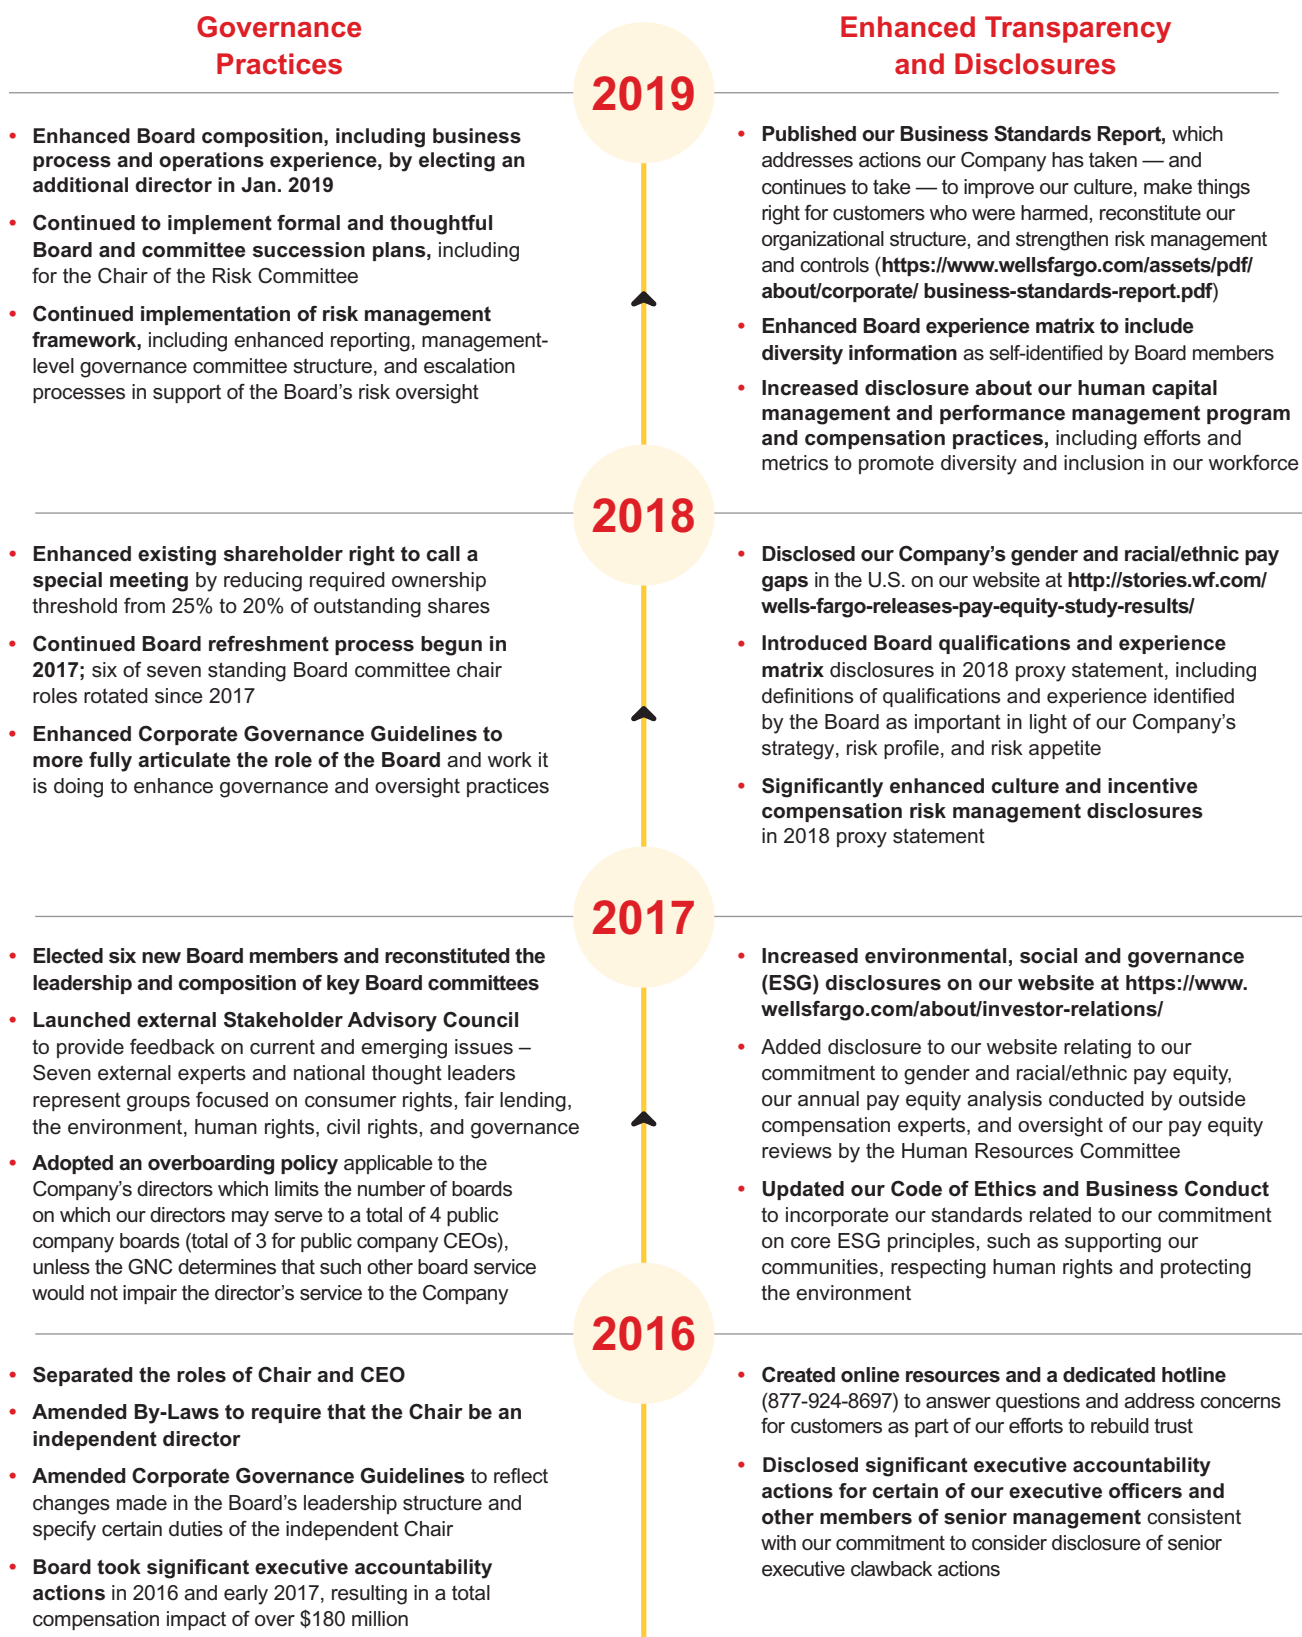 Governance
Practices
Enhanced Transparency
and Disclosures
2019
• Enhanced Board composition, including business
process and operations experience, by electing an
additional director in Jan. 2019
• Continued to implement formal and thoughtful
Board and committee succession plans, including
for the Chair of the Risk Committee
• Continued implementation of risk management
framework, including enhanced reporting, management-
level governance committee structure, and escalation
processes in support of the Board’s risk oversight
• Published our Business Standards Report, which
addresses actions our Company has taken — and
continues to take — to improve our culture, make things
right for customers who were harmed, reconstitute our
organizational structure, and strengthen risk management
and controls (https://www.wellsfargo.com/assets/pdf/
about/corporate/ business-standards-report.pdf)
• Enhanced Board experience matrix to include
diversity information as self-identified by Board members
• Increased disclosure about our human capital
management and performance management program
and compensation practices, including efforts and
metrics to promote diversity and inclusion in our workforce
2018
• Enhanced existing shareholder right to call a
special meeting by reducing required ownership
threshold from 25% to 20% of outstanding shares
• Continued Board refreshment process begun in
2017; six of seven standing Board committee chair
roles rotated since 2017
• Enhanced Corporate Governance Guidelines to
more fully articulate the role of the Board and work it
is doing to enhance governance and oversight practices
• Disclosed our Company’s gender and racial/ethnic pay
gaps in the U.S. on our website at http://stories.wf.com/
wells-fargo-releases-pay-equity-study-results/
• Introduced Board qualifications and experience
matrix disclosures in 2018 proxy statement, including
definitions of qualifications and experience identified
by the Board as important in light of our Company’s
strategy, risk profile, and risk appetite
• Significantly enhanced culture and incentive
compensation risk management disclosures
in 2018 proxy statement
2017
• Elected six new Board members and reconstituted the
leadership and composition of key Board committees
• Launched external Stakeholder Advisory Council
to provide feedback on current and emerging issues –
Seven external experts and national thought leaders
represent groups focused on consumer rights, fair lending,
the environment, human rights, civil rights, and governance
• Adopted an overboarding policy applicable to the
Company’s directors which limits the number of boards
on which our directors may serve to a total of 4 public
company boards (total of 3 for public company CEOs),
unless the GNC determines that such other board service
would not impair the director’s service to the Company
• Increased environmental, social and governance
(ESG) disclosures on our website at https://www.
wellsfargo.com/about/investor-relations/
• Added disclosure to our website relating to our
commitment to gender and racial/ethnic pay equity,
our annual pay equity analysis conducted by outside
compensation experts, and oversight of our pay equity
reviews by the Human Resources Committee
• Updated our Code of Ethics and Business Conduct
to incorporate our standards related to our commitment
on core ESG principles, such as supporting our
communities, respecting human rights and protecting
the environment
2016
• Separated the roles of Chair and CEO
• Amended By-Laws to require that the Chair be an
independent director
• Amended Corporate Governance Guidelines to reflect
changes made in the Board’s leadership structure and
specify certain duties of the independent Chair
• Board took significant executive accountability
actions in 2016 and early 2017, resulting in a total
compensation impact of over $180 million
• Created online resources and a dedicated hotline
(877-924-8697) to answer questions and address concerns
for customers as part of our efforts to rebuild trust
• Disclosed significant executive accountability
actions for certain of our executive officers and
other members of senior management consistent
with our commitment to consider disclosure of senior
executive clawback actions